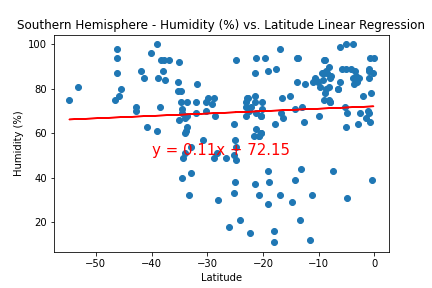 Southern Hemisphere - Humidity (%) vs. Latitude Linear Regression
100
80
60
40
20
Humidity (%)
y = 0.11x + 72.15
−50
−40
−30
−20
−10
0
Latitude